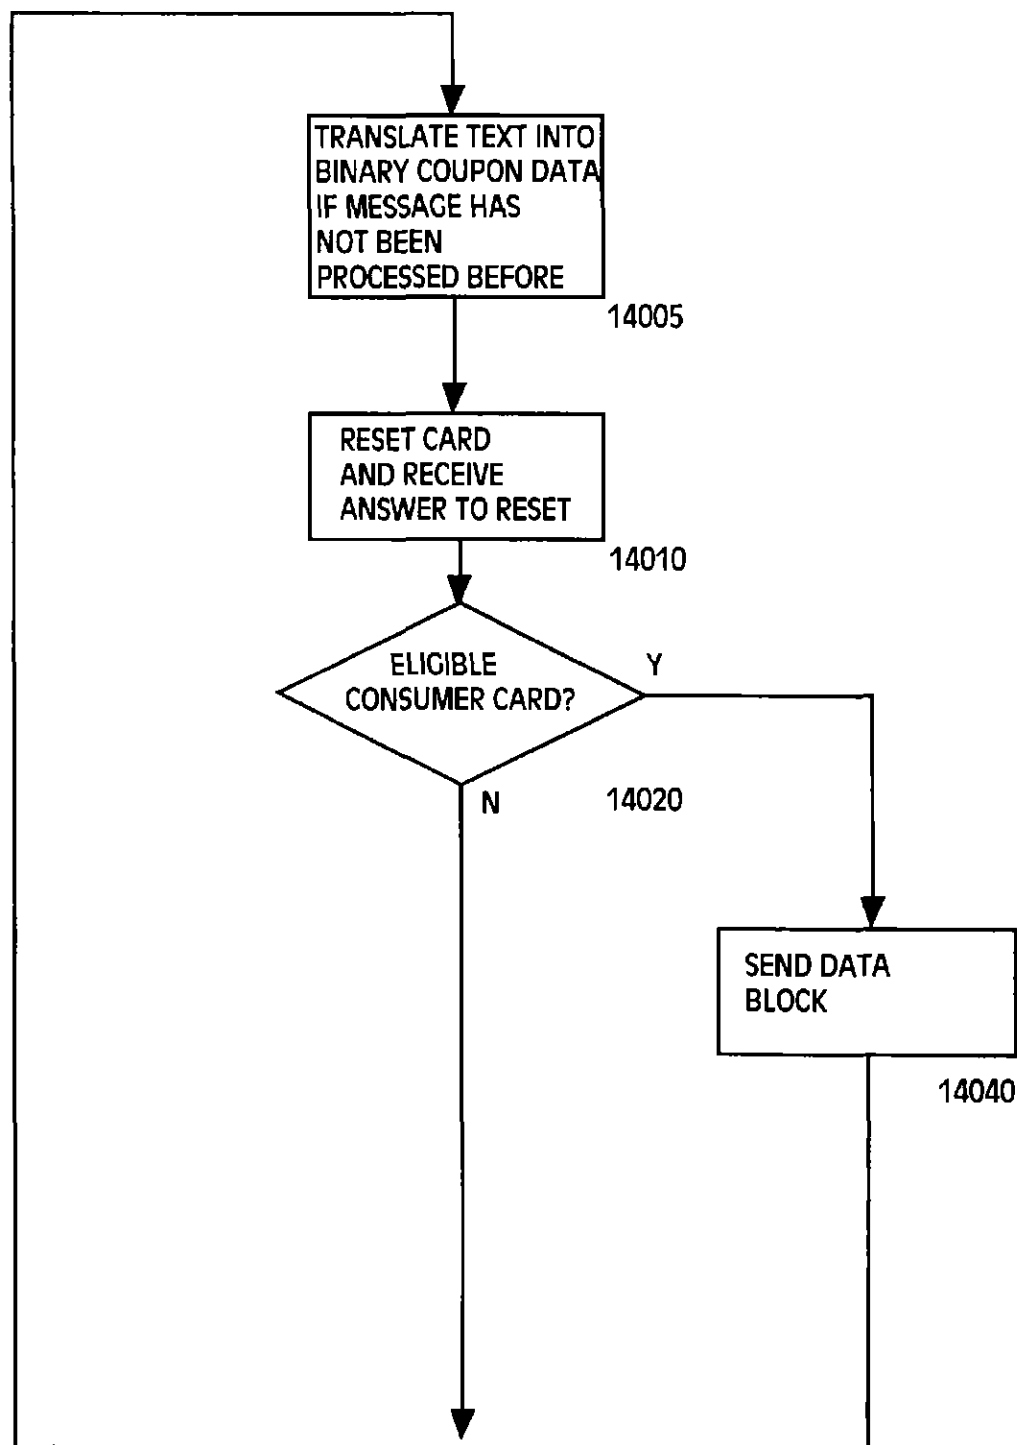 TRANSLATE TEXT INTO
BINARY COUPON DATA
IF MESSAGE HAS
NOT BEEN
PROCESSED BEFORE
14005
RESET CARD
AND RECEIVE
ANSWER TO RESET
14010
ELIGIBLE
CONSUMER CARD?
Y
N
14020
SEND DATA
BLOCK
14040